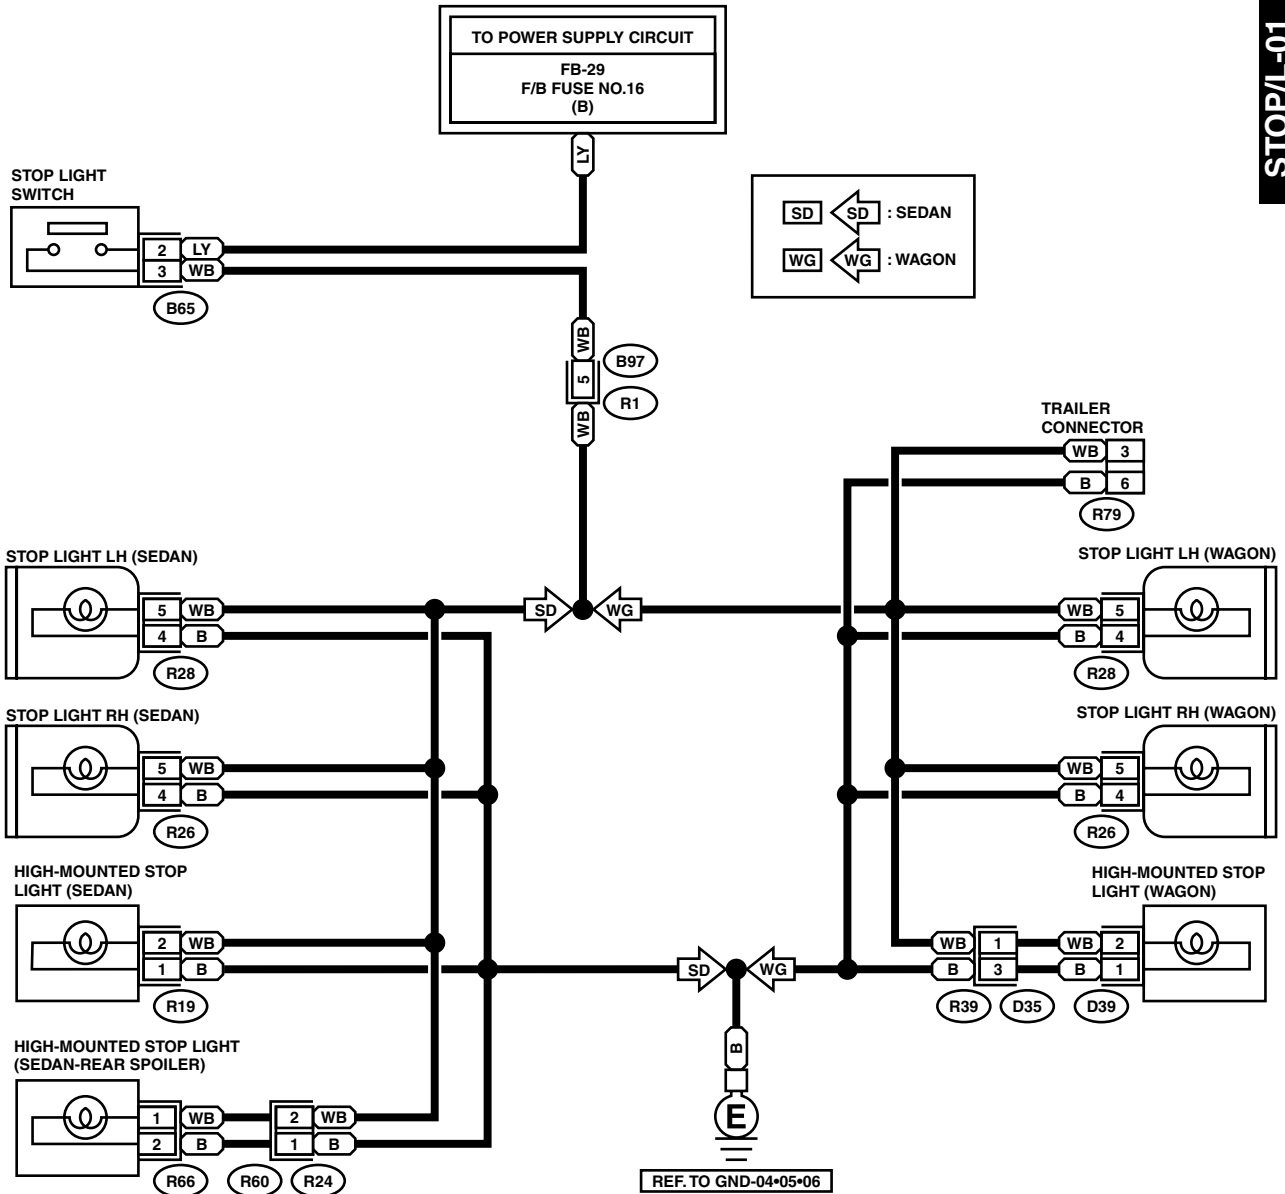 STOP/L-01
TO POWER SUPPLY CIRCUIT
FB-29
F/B FUSE NO.16
(B)
LY
STOP LIGHT
SWITCH
2 LY
3 WB
B65
SD SD : SEDAN
WG WG : WAGON
WB
B97
5
R1
WB
TRAILER
CONNECTOR
WB 3
B 6
R79
STOP LIGHT LH (SEDAN)
5 WB
4 B
R28
SD WG
STOP LIGHT LH (WAGON)
WB 5
B 4
R28
STOP LIGHT RH (SEDAN)
5 WB
4 B
R26
STOP LIGHT RH (WAGON)
WB 5
B 4
R26
HIGH-MOUNTED STOP
LIGHT (SEDAN)
2 WB
1 B
R19
SD WG
HIGH-MOUNTED STOP
LIGHT (WAGON)
WB 1 WB 2
B 3 B 1
R39 D35 D39
HIGH-MOUNTED STOP LIGHT
(SEDAN-REAR SPOILER)
1 WB 2 WB
2 B 1 B
R66 R60 R24
B
E
REF. TO GND-04•05•06